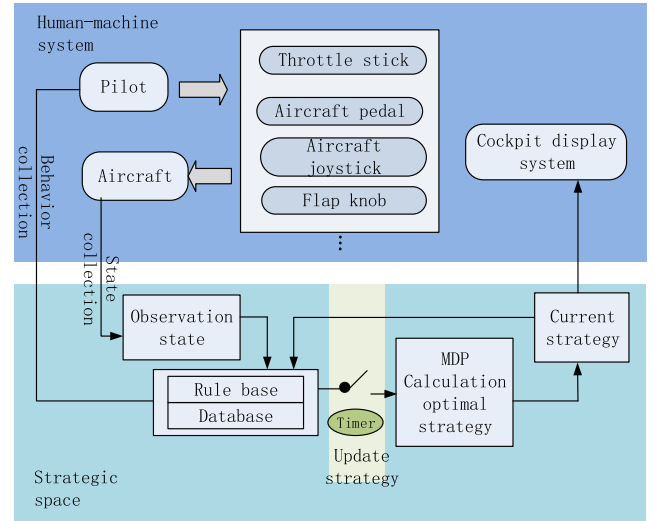 Human-machine
system
Pilot
Throttle stick
Aircraft pedal
Aircraft
joystick
Flap knob
...
Aircraft
Cockpit display
system
Behavior
collection
State
collection
Observation
state
Rule base
Database
Timer
Update
strategy
MDP
Calculation
optimal
strategy
Current
strategy
Strategic
space